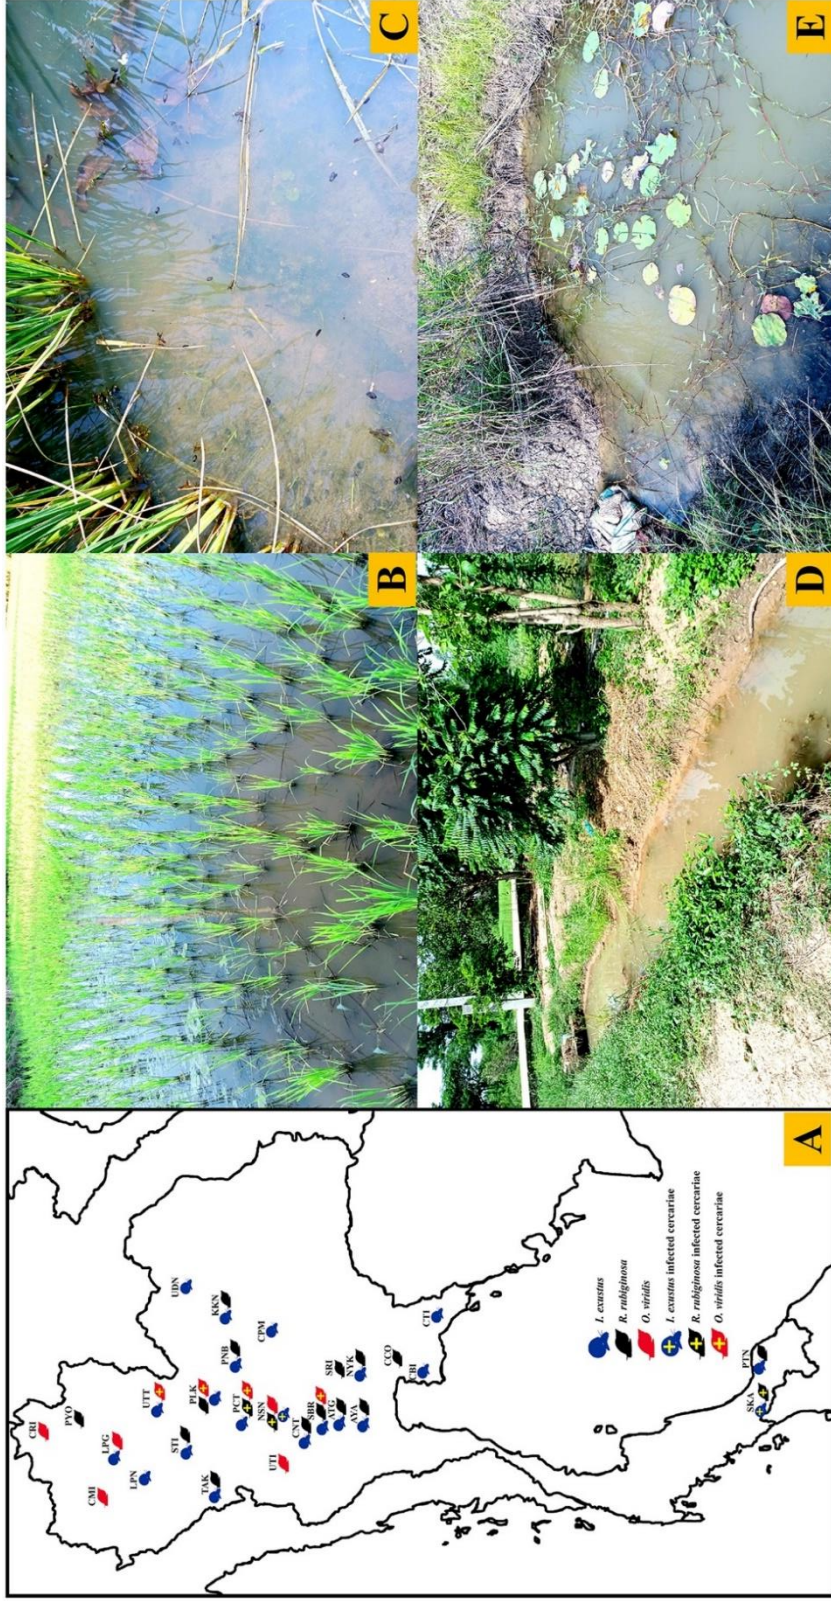 A
CRI
PYO
CMI
LPG
LPN
UTT
STI
UDN
TAK
PLK
PNB
KKN
PCT
CPM
NSN
UTI
CNT
SBR
SRI
ATG
NYK
AYA
CCO
CBI
CTI
I. exustus
R. rubiginosa
O. viridis
I. exustus infected cercariae
R. rubiginosa infected cercariae
O. viridis infected cercariae
SKA
PTN
B
C
D
E